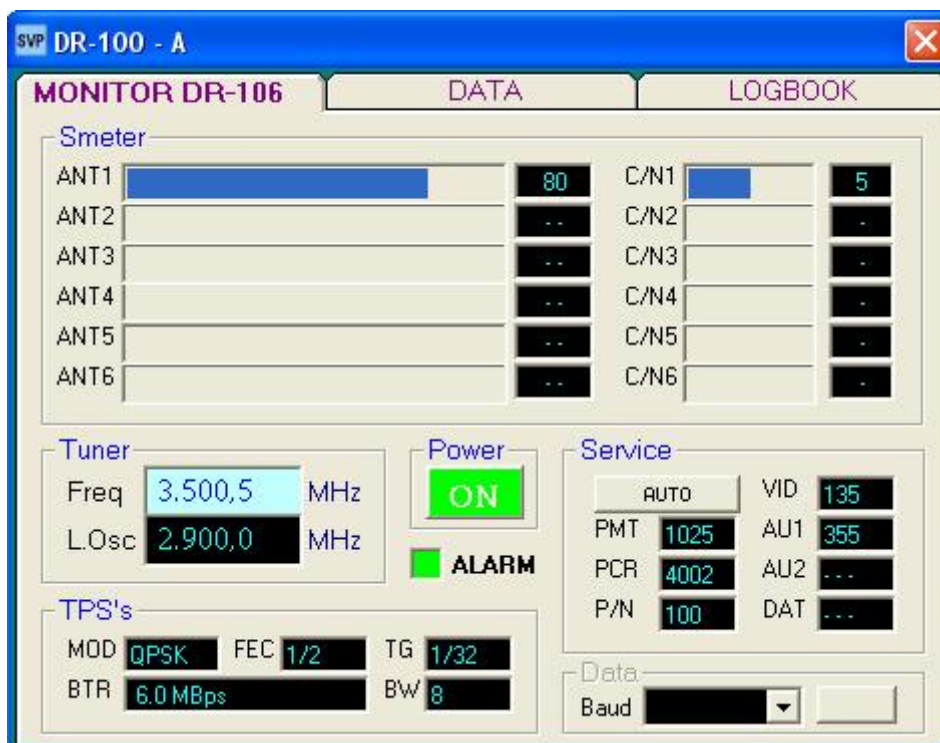 SVP DR-100 - A
MONITOR DR-106 DATA LOGBOOK
Smeter
ANT1 80 C/N1 5
ANT2 -- C/N2 -
ANT3 -- C/N3 -
ANT4 -- C/N4 -
ANT5 -- C/N5 -
ANT6 -- C/N6 -
Tuner Power Service
Freq 3.500,5 MHz ON AUTO VID 135
L.Osc 2.900,0 MHz PMT 1025 AU1 355
ALARM PCR 4002 AU2 ---
TPS's P/N 100 DAT ---
MOD QPSK FEC 1/2 TG 1/32
BTR 6.0 MBps BW 8
Data
Baud